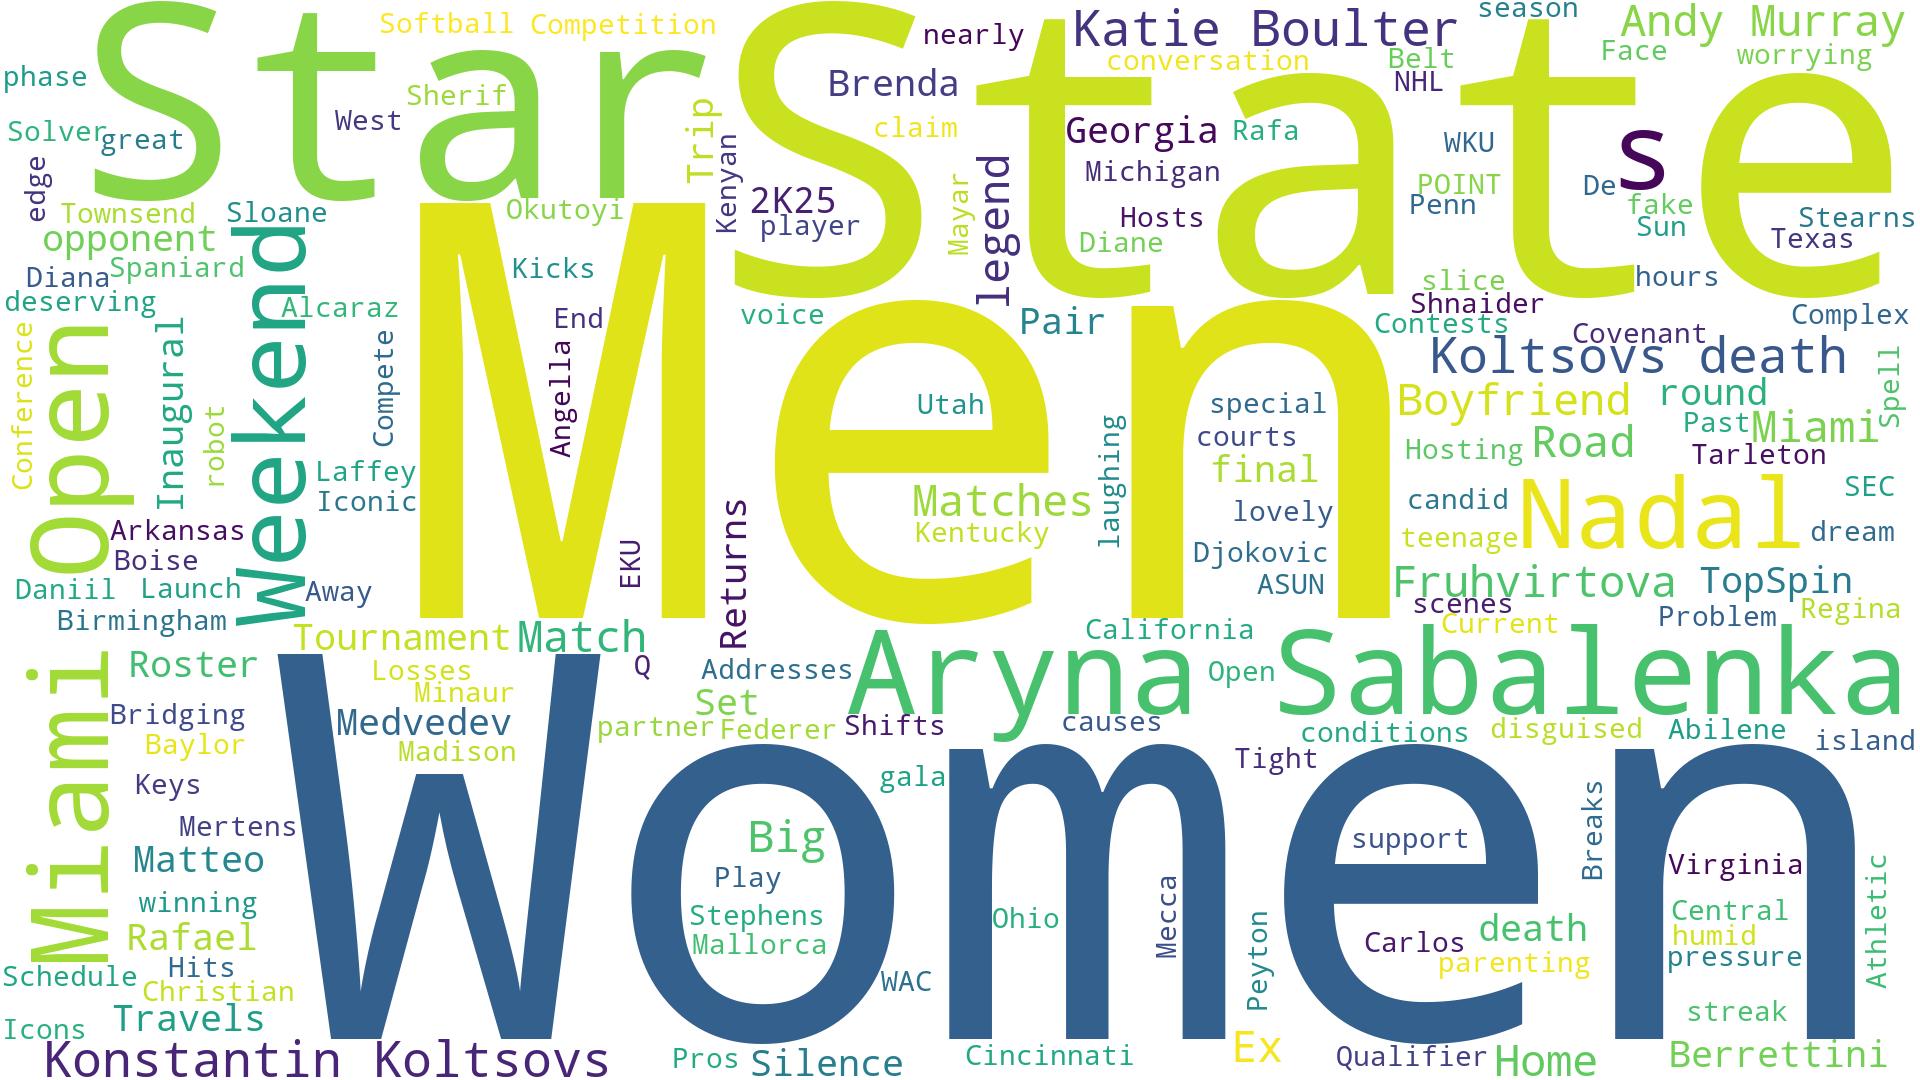 Softball Competition
nearly
Katie Boulter
season
Andy Murray
Star
State
conversation
Belt
Face
worrying
phase
Sherif
Brenda
NHL
Solver
great
West
Trip
claim
Georgia
Rafa
WKU
s
edge
Kenyan
legend
Michigan
POINT
De
Townsend
Sloane
Okutoyi
2K25
player
Mayar
Hosts
Penn
fake
Stearns
opponent
Diane
Sun
Texas
Diana
Spaniard
Weekend
Kicks
slice
hours
deserving
Alcaraz
End
voice
Pair
Shnaider
Contests
Covenant
Complex
Men
Open
Conference
Inaugural
Compete
Angella
Koltsovs death
Spell
robot
Utah
special
Boyfriend
round
courts
Past
Miami
laughing
Hosting
Road
Tarleton
Laffey
final
Iconic
Matches
lovely
candid
Nadal
SEC
Arkansas
Kentucky
teenage
dream
Boise
EKU
Returns
Djokovic
Daniil
Launch
Away
ASUN
Fruhvirtova
TopSpin
Birmingham
scenes
Problem
Regina
Tournament
Match
California
Current
Miami
Roster
Losses
Q
Addresses
Aryna Sabalenka
Open
Minaur
Set
Bridging
Medvedev
partner
Federer
Shifts
causes
conditions
disguised
Abilene
island
Baylor
Madison
Tight
Women
Keys
gala
Breaks
Mertens
Big
support
Matteo
Play
Virginia
winning
Stephens
Ohio
Mecca
Peyton
Central
Athletic
Rafael
Mallorca
Carlos
death
humid
Hits
parenting
pressure
Schedule
Christian
WAC
Icons
Travels
streak
Konstantin Koltsovs
Pros
Silence
Cincinnati
Ex
Qualifier
Home
Berrettini